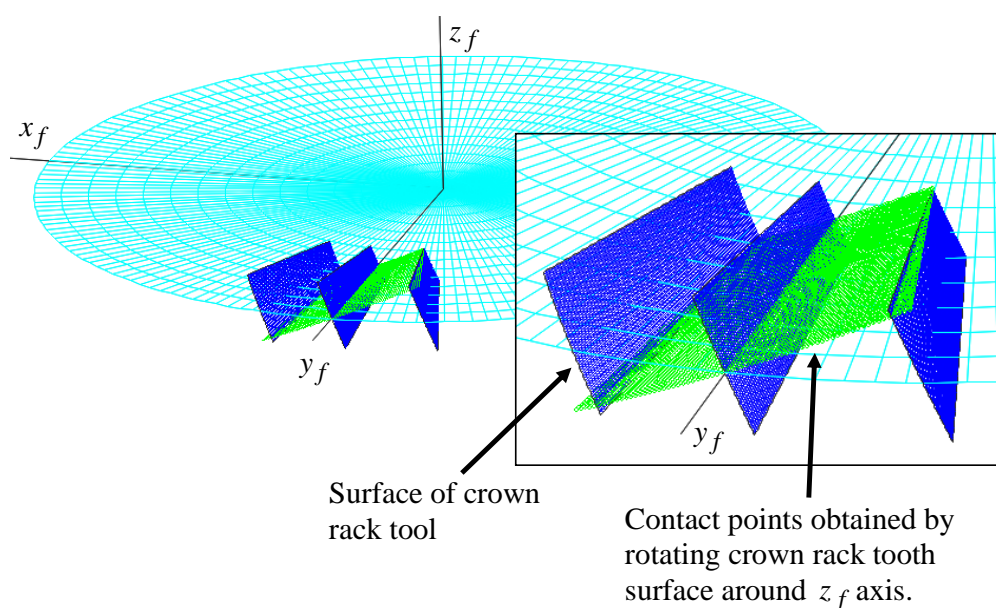 z f
x f
y f
y f
Surface of crown
rack tool
Contact points obtained by
rotating crown rack tooth
surface around z f axis.